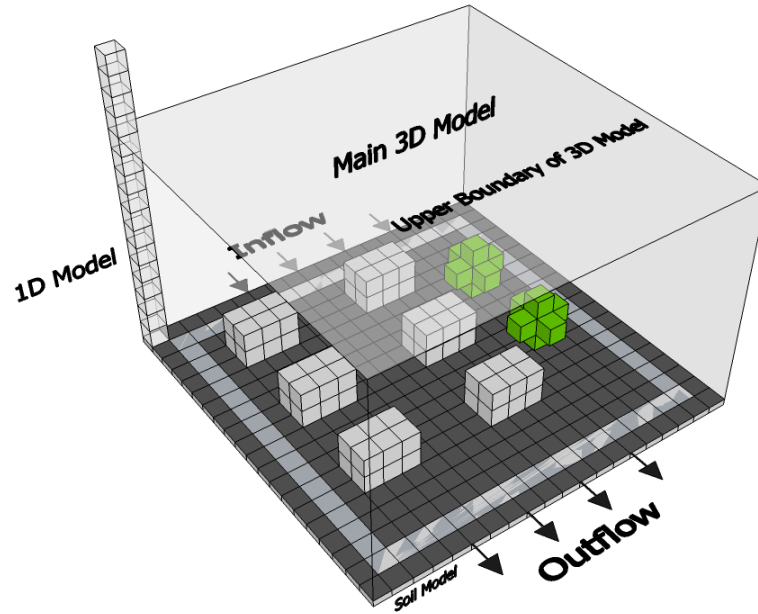 Main 3D Model
Upper Boundary of 3D Model
Inflow
1D Model
Outflow
Soil Model